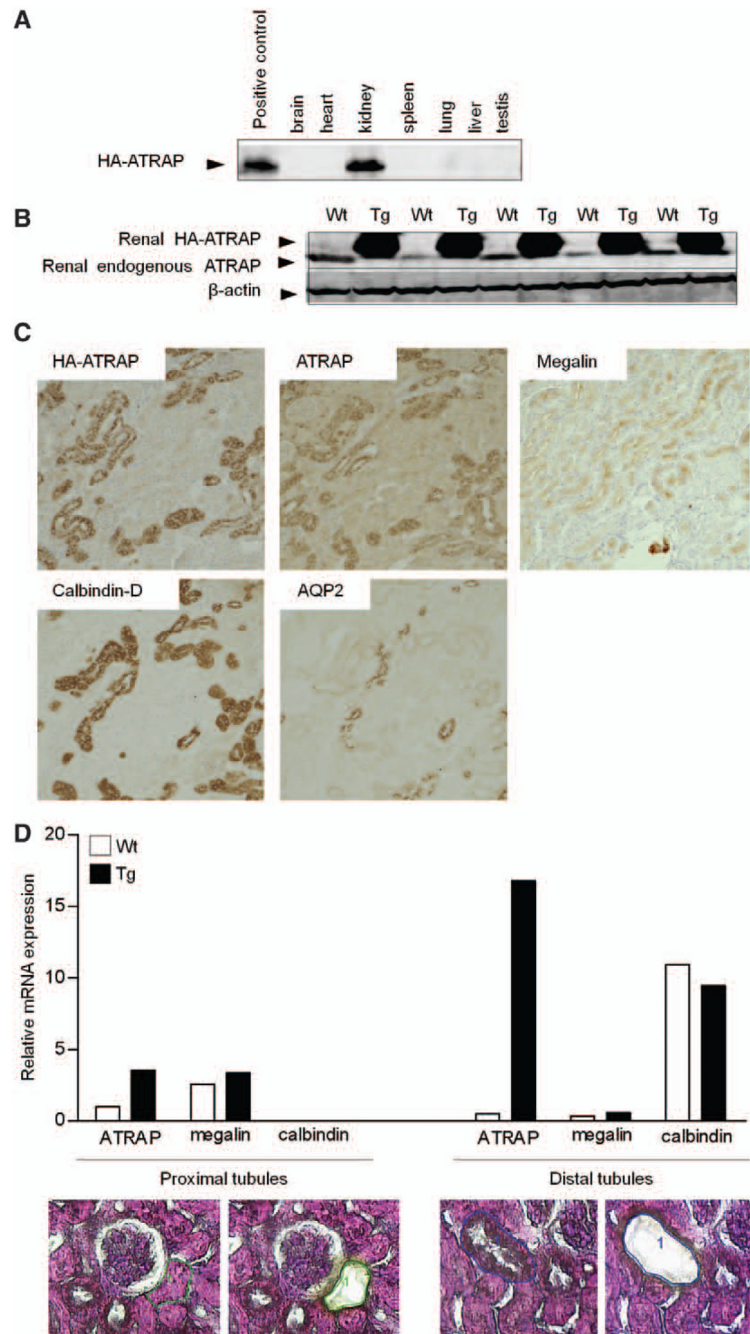 A
Positive control
brain
heart
kidney
spleen
lung
liver
testis
HA-ATRAP
B
Wt Tg Wt Tg Wt Tg Wt Tg Wt Tg
Renal HA-ATRAP
Renal endogenous ATRAP
β-actin
C
HA-ATRAP
ATRAP
Megalin
Calbindin-D
AQP2
D
Relative mRNA expression
20
15
10
5
0
Wt
Tg
ATRAP megalin calbindin ATRAP megalin calbindin
Proximal tubules Distal tubules
1
1
1